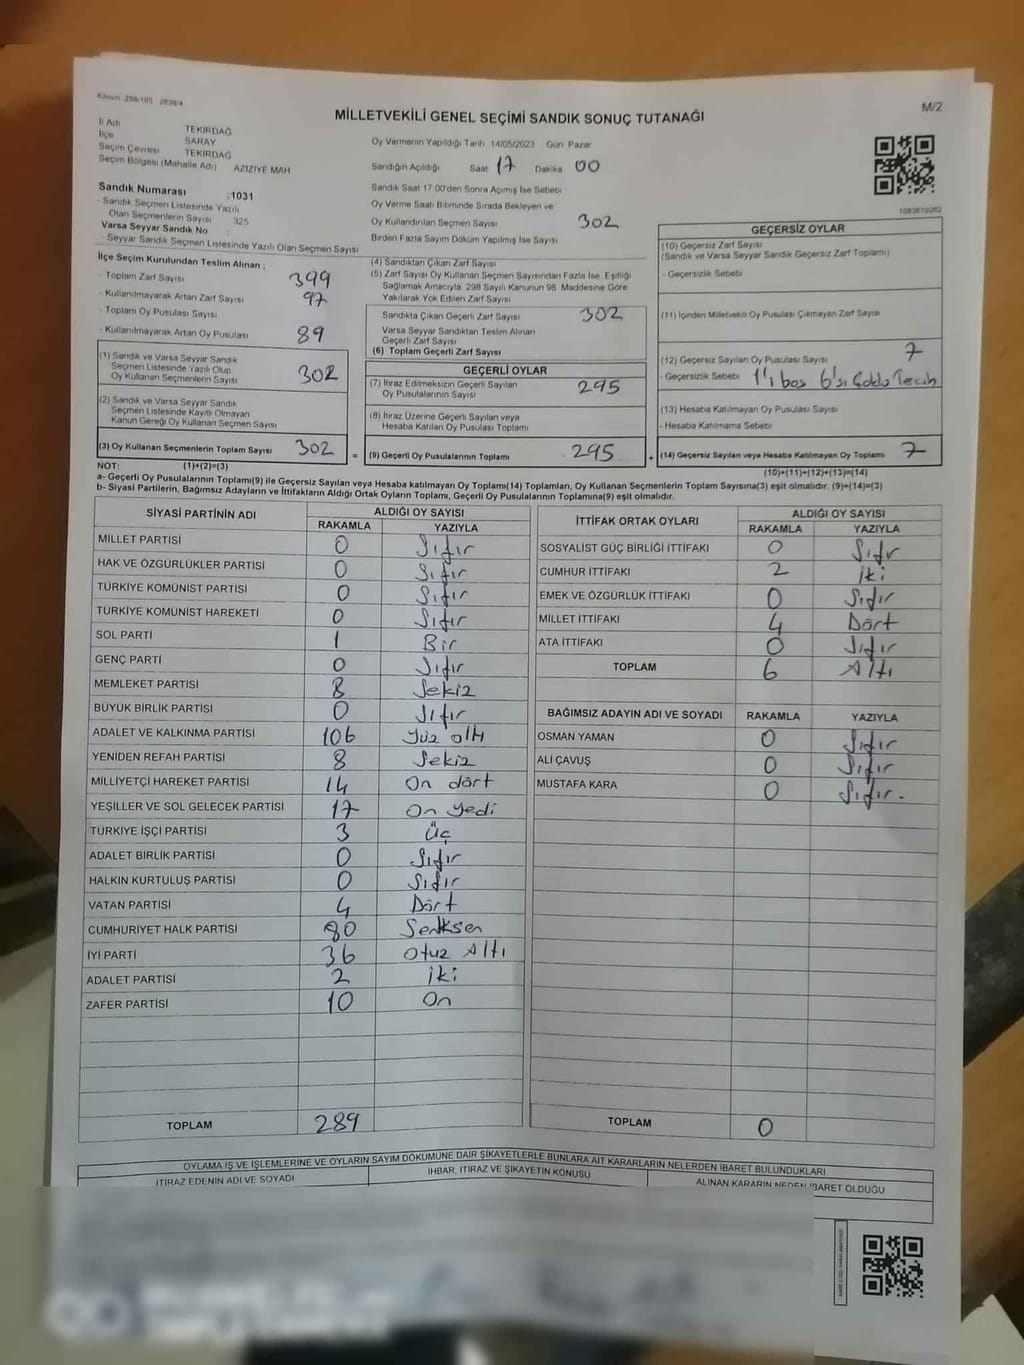 Kanun: 298/105 2839/4
M/2
MİLLETVEKİLİ GENEL SEÇİMİ SANDIK SONUÇ TUTANAĞI
İl Adı TEKİRDAĞ
İlçe SARAY
Seçim Çevresi TEKİRDAĞ
Seçim Bölgesi (Mahalle Adı) AZİZİYE MAH
Sandık Numarası :1031
- Sandık Seçmen Listesinde Yazılı
Olan Seçmenlerin Sayısı 325
Varsa Seyyar Sandık No :
- Seyyar Sandık Seçmen Listesinde Yazılı Olan Seçmen Sayısı
Oy Vermenin Yapıldığı Tarih 14/05/2023 Gün Pazar
Sandığın Açıldığı Saat 17 Dakika 00
Sandık Saat 17:00'den Sonra Açımış İse Sebebi
Oy Verme Saati Bitiminde Sırada Bekleyen ve
Oy Kullandırılan Seçmen Sayısı 302
Birden Fazla Sayım Döküm Yapılmış İse Sayısı
İlçe Seçim Kurulundan Teslim Alınan ;
- Toplam Zarf Sayısı 399
- Kullanılmayarak Artan Zarf Sayısı 97
- Toplam Oy Pusulası Sayısı
- Kullanılmayarak Artan Oy Pusulası 89
(1) Sandık ve Varsa Seyyar Sandık
Seçmen Listesinde Yazılı Olup
Oy Kullanan Seçmenlerin Sayısı 302
(2) Sandık ve Varsa Seyyar Sandık
Seçmen Listesinde Kayıtlı Olmayan
Kanun Gereği Oy Kullanan Seçmen Sayısı
(3) Oy Kullanan Seçmenlerin Toplam Sayısı 302
(4) Sandıktan Çıkan Zarf Sayısı
(5) Zarf Sayısı Oy Kullanan Seçmen Sayısından Fazla İse, Eşitliği
Sağlamak Amacıyla 298 Sayılı Kanunun 98. Maddesine Göre
Yakılarak Yok Edilen Zarf Sayısı
Sandıkta Çıkan Geçerli Zarf Sayısı 302
Varsa Seyyar Sandıktan Teslim Alınan
Geçerli Zarf Sayısı
(6) Toplam Geçerli Zarf Sayısı
GEÇERLİ OYLAR
(7) İtiraz Edilmeksizin Geçerli Sayılan
Oy Pusulalarının Sayısı 295
(8) İtiraz Üzerine Geçerli Sayılan veya
Hesaba Katılan Oy Pusulası Toplamı
= (9) Geçerli Oy Pusulalarının Toplamı 295 +
GEÇERSİZ OYLAR
(10) Geçersiz Zarf Sayısı
(Sandık ve Varsa Seyyar Sandık Geçersiz Zarf Toplamı)
- Geçersizlik Sebebi
(11) İçinden Milletvekili Oy Pusulası Çıkmayan Zarf Sayısı
(12) Geçersiz Sayılan Oy Pusulası Sayısı 7
- Geçersizlik Sebebi 1'i boş 6'sı Çoklu Tercih
(13) Hesaba Katılmayan Oy Pusulası Sayısı
- Hesaba Katılmama Sebebi
(14) Geçersiz Sayılan veya Hesaba Katılmayan Oy Toplamı 7
NOT: (1)+(2)=(3) (10)+(11)+(12)+(13)=(14)
a- Geçerli Oy Pusulalarının Toplamı(9) ile Geçersiz Sayılan veya Hesaba Katılmayan Oy Toplamı(14) Toplamları, Oy Kullanan Seçmenlerin Toplam Sayısına(3) eşit olmalıdır. (9)+(14)=(3)
b- Siyasi Partilerin, Bağımsız Adayların ve İttifakların Aldığı Ortak Oyların Toplamı, Geçerli Oy Pusulalarının Toplamına(9) eşit olmalıdır.
SİYASİ PARTİNİN ADI ALDIĞI OY SAYISI
RAKAMLA YAZIYLA
MİLLET PARTİSİ 0 Sıfır
HAK VE ÖZGÜRLÜKLER PARTİSİ 0 Sıfır
TÜRKİYE KOMÜNİST PARTİSİ 0 Sıfır
TÜRKİYE KOMÜNİST HAREKETİ 0 Sıfır
SOL PARTİ 1 Bir
GENÇ PARTİ 0 Sıfır
MEMLEKET PARTİSİ 8 Sekiz
BÜYÜK BİRLİK PARTİSİ 0 Sıfır
ADALET VE KALKINMA PARTİSİ 106 Yüz altı
YENİDEN REFAH PARTİSİ 8 Sekiz
MİLLİYETÇİ HAREKET PARTİSİ 14 On dört
YEŞİLLER VE SOL GELECEK PARTİSİ 17 On yedi
TÜRKİYE İŞÇİ PARTİSİ 3 Üç
ADALET BİRLİK PARTİSİ 0 Sıfır
HALKIN KURTULUŞ PARTİSİ 0 Sıfır
VATAN PARTİSİ 4 Dört
CUMHURİYET HALK PARTİSİ 80 Senksen
İYİ PARTİ 36 Otuz Altı
ADALET PARTİSİ 2 İki
ZAFER PARTİSİ 10 On
TOPLAM 289
İTTİFAK ORTAK OYLARI ALDIĞI OY SAYISI
RAKAMLA YAZIYLA
SOSYALİST GÜÇ BİRLİĞİ İTTİFAKI 0 Sıfır
CUMHUR İTTİFAKI 2 İki
EMEK VE ÖZGÜRLÜK İTTİFAKI 0 Sıfır
MİLLET İTTİFAKI 4 Dört
ATA İTTİFAKI 0 Sıfır
TOPLAM 6 Altı
BAĞIMSIZ ADAYIN ADI VE SOYADI RAKAMLA YAZIYLA
OSMAN YAMAN 0 Sıfır
ALİ ÇAVUŞ 0 Sıfır
MUSTAFA KARA 0 Sıfır.
TOPLAM 0
OYLAMA İŞ VE İŞLEMLERİNE VE OYLARIN SAYIM DÖKÜMÜNE DAİR ŞİKAYETLERLE BUNLARA AİT KARARLARIN NELERDEN İBARET BULUNDUKLARI
İTİRAZ EDENİN ADI VE SOYADI İHBAR, İTİRAZ VE ŞİKAYETİN KONUSU ALINAN KARARIN NEDEN İBARET OLDUĞU